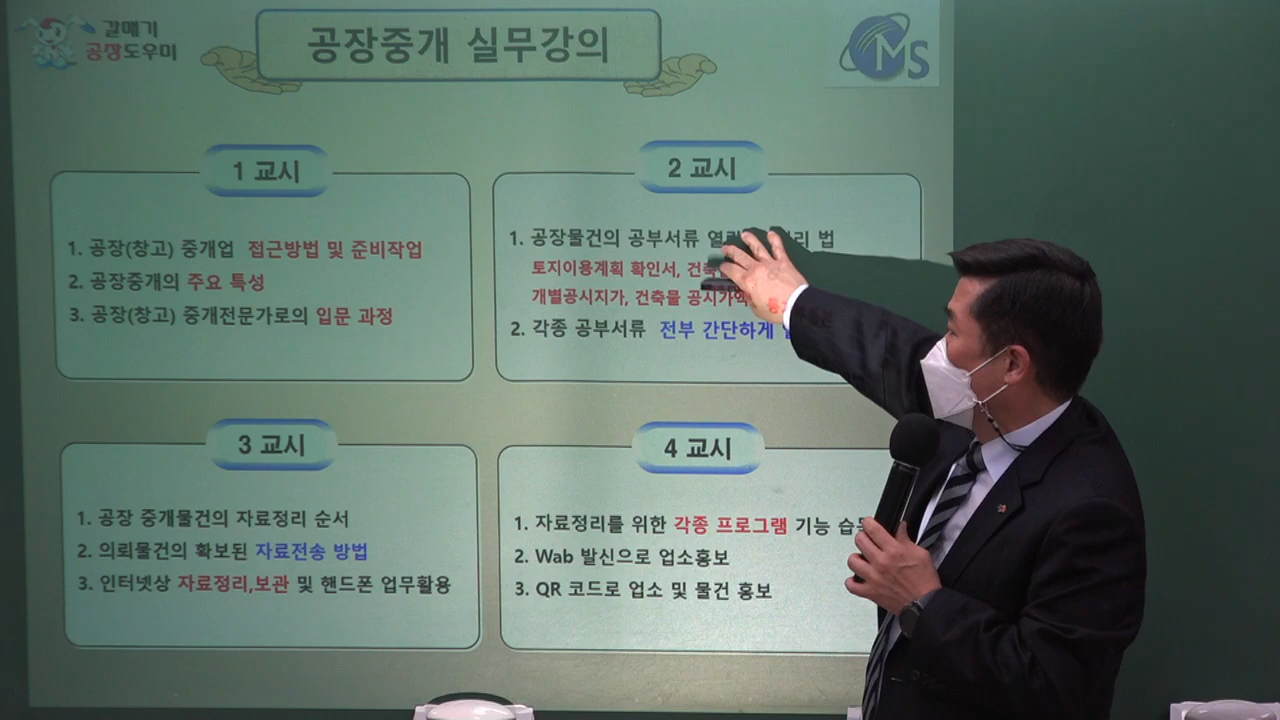 갈매기
공장도우미
공장중개 실무강의
MS
1 교시
1. 공장(창고) 중개업 접근방법 및 준비작업
2. 공장중개의 주요 특성
3. 공장(창고) 중개전문가로의 입문 과정
2 교시
1. 공장물건의 공부서류 법
토지이용계획 확인서,
개별공시지가, 건축물 공시가액
2. 각종 공부서류 전부 간단하게
3 교시
1. 공장 중개물건의 자료정리 순서
2. 의뢰물건의 확보된 자료전송 방법
3. 인터넷상 자료정리,보관 및 핸드폰 업무활용
4 교시
1. 자료정리를 위한 각종 프로그램 기능
2. Wab 발신으로 업소홍보
3. QR 코드로 업소 및 물건 홍보